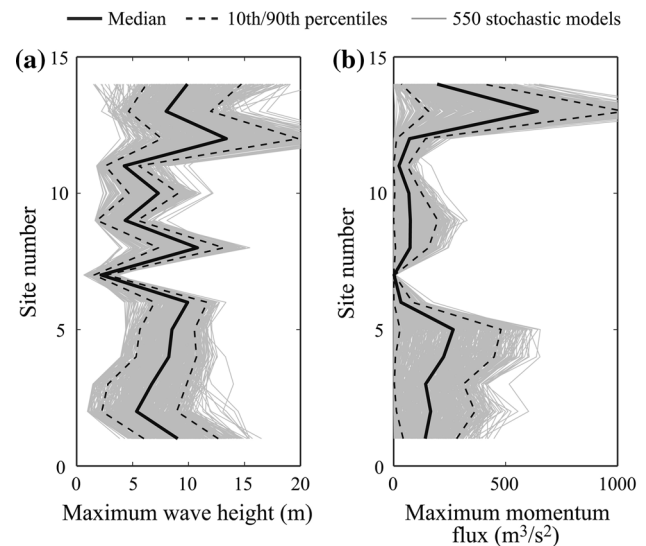 Median 10th/90th percentiles 550 stochastic models
(a) (b)
15 15
10 10
5 5
0 0
Site number Site number
0 5 10 15 20 0 500 1000
Maximum wave height (m) Maximum momentum
flux (m³/s²)